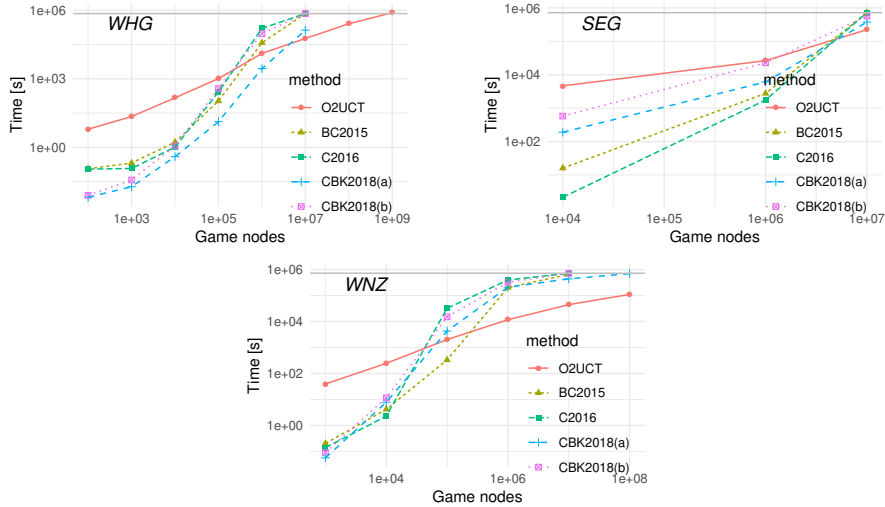 WHG
1e+06
1e+03
1e+00
Time [s]
1e+03
1e+05
1e+07
1e+09
Game nodes
method
O2UCT
BC2015
C2016
CBK2018(a)
CBK2018(b)
SEG
1e+06
1e+04
1e+02
Time [s]
1e+04
1e+05
1e+06
1e+07
Game nodes
method
O2UCT
BC2015
C2016
CBK2018(a)
CBK2018(b)
WNZ
1e+06
1e+04
1e+02
1e+00
Time [s]
1e+04
1e+06
1e+08
Game nodes
method
O2UCT
BC2015
C2016
CBK2018(a)
CBK2018(b)